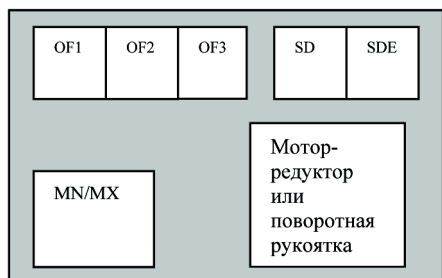 OF1 OF2 OF3 SD SDE
MN/MX
Мотор-
редуктор
или
поворотная
рукоятка